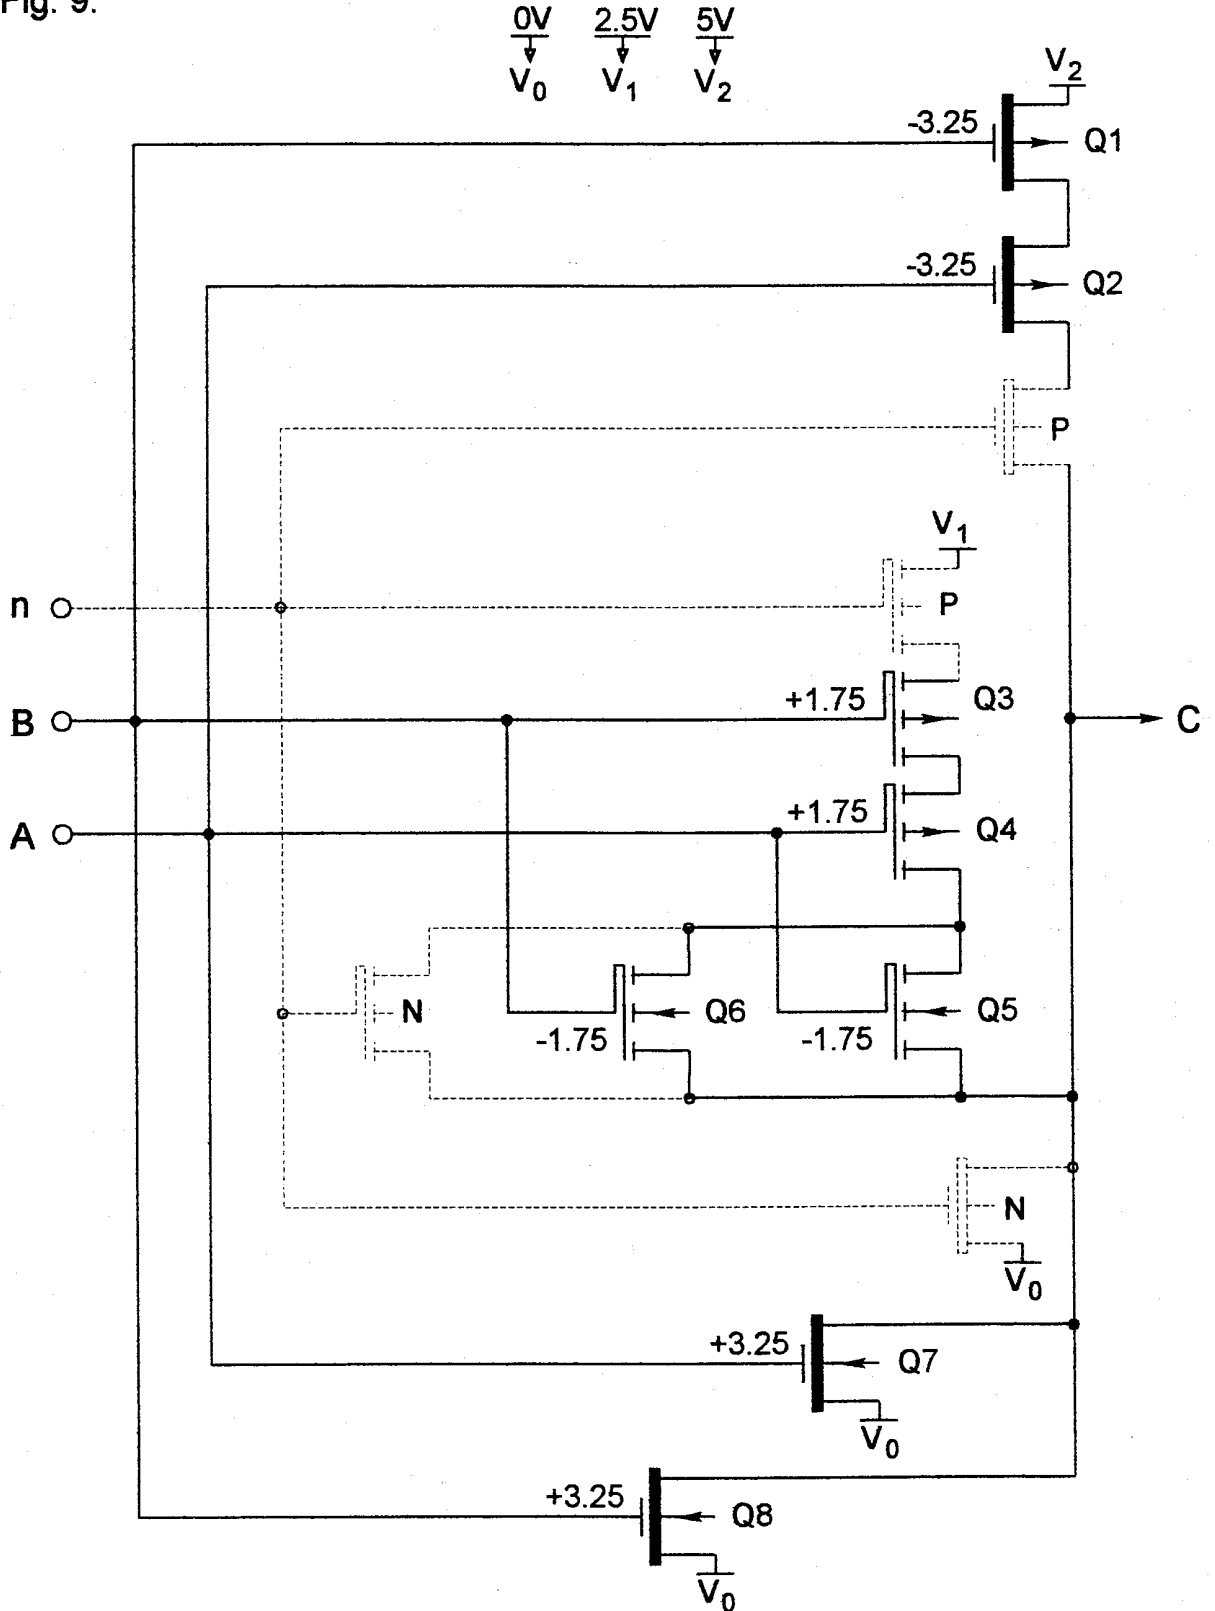 Fig. 9.
0V 2.5V 5V
V0 V1 V2
V2
-3.25 Q1
-3.25 Q2
P
V1
n P
B +1.75 Q3 C
A +1.75 Q4
N Q6 Q5
-1.75 -1.75
N
V0
+3.25 Q7
V0
+3.25 Q8
V0